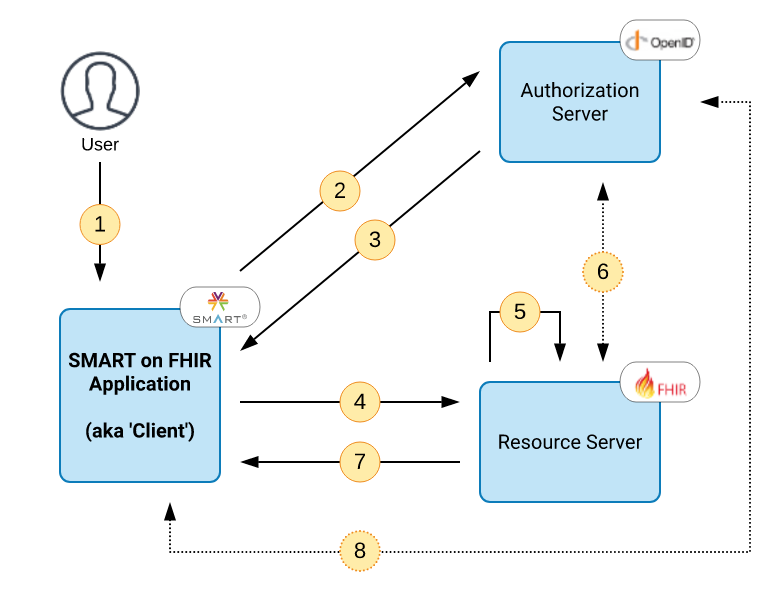 OpenID®
Authorization
Server
User
2
1
3
6
SMART®
5
SMART on FHIR
Application
(aka 'Client')
FHIR
4
Resource Server
7
8